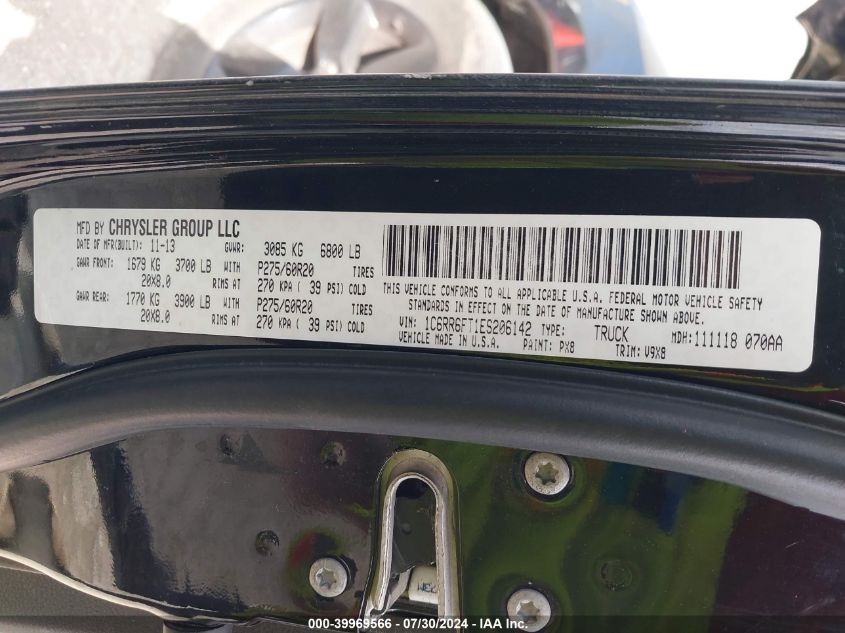 MFD BY CHRYSLER GROUP LLC
DATE OF MFR(BUILT): 11-13 GVWR: 3085 KG 6800 LB
GAWR FRONT: 1679 KG 3700 LB WITH P275/60R20 TIRES
20X8.0 RIMS AT 270 KPA ( 39 PSI) COLD
GAWR REAR: 1770 KG 3900 LB WITH P275/60R20 TIRES
20X8.0 RIMS AT 270 KPA ( 39 PSI) COLD
THIS VEHICLE CONFORMS TO ALL APPLICABLE U.S.A. FEDERAL MOTOR VEHICLE SAFETY
STANDARDS IN EFFECT ON THE DATE OF MANUFACTURE SHOWN ABOVE.
VIN: 1C6RR6FT1ES206142 TYPE: TRUCK MDH:111118 070AA
VEHICLE MADE IN U.S.A. PAINT: PX8 TRIM: V9X8
000-39969566 - 07/30/2024 - IAA Inc.